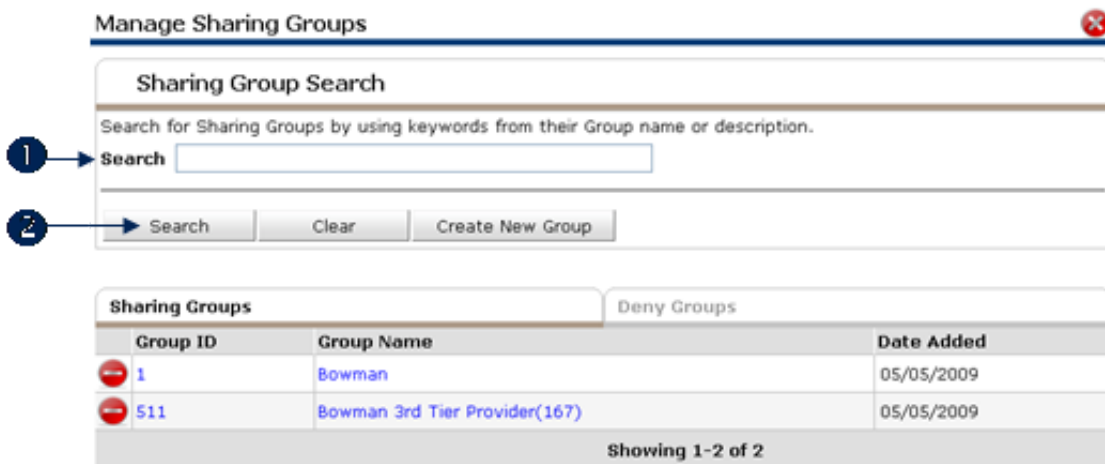 Manage Sharing Groups
Sharing Group Search
Search for Sharing Groups by using keywords from their Group name or description.
1 Search
2 Search Clear Create New Group
Sharing Groups Deny Groups
Group ID Group Name Date Added
1 Bowman 05/05/2009
511 Bowman 3rd Tier Provider(167) 05/05/2009
Showing 1-2 of 2